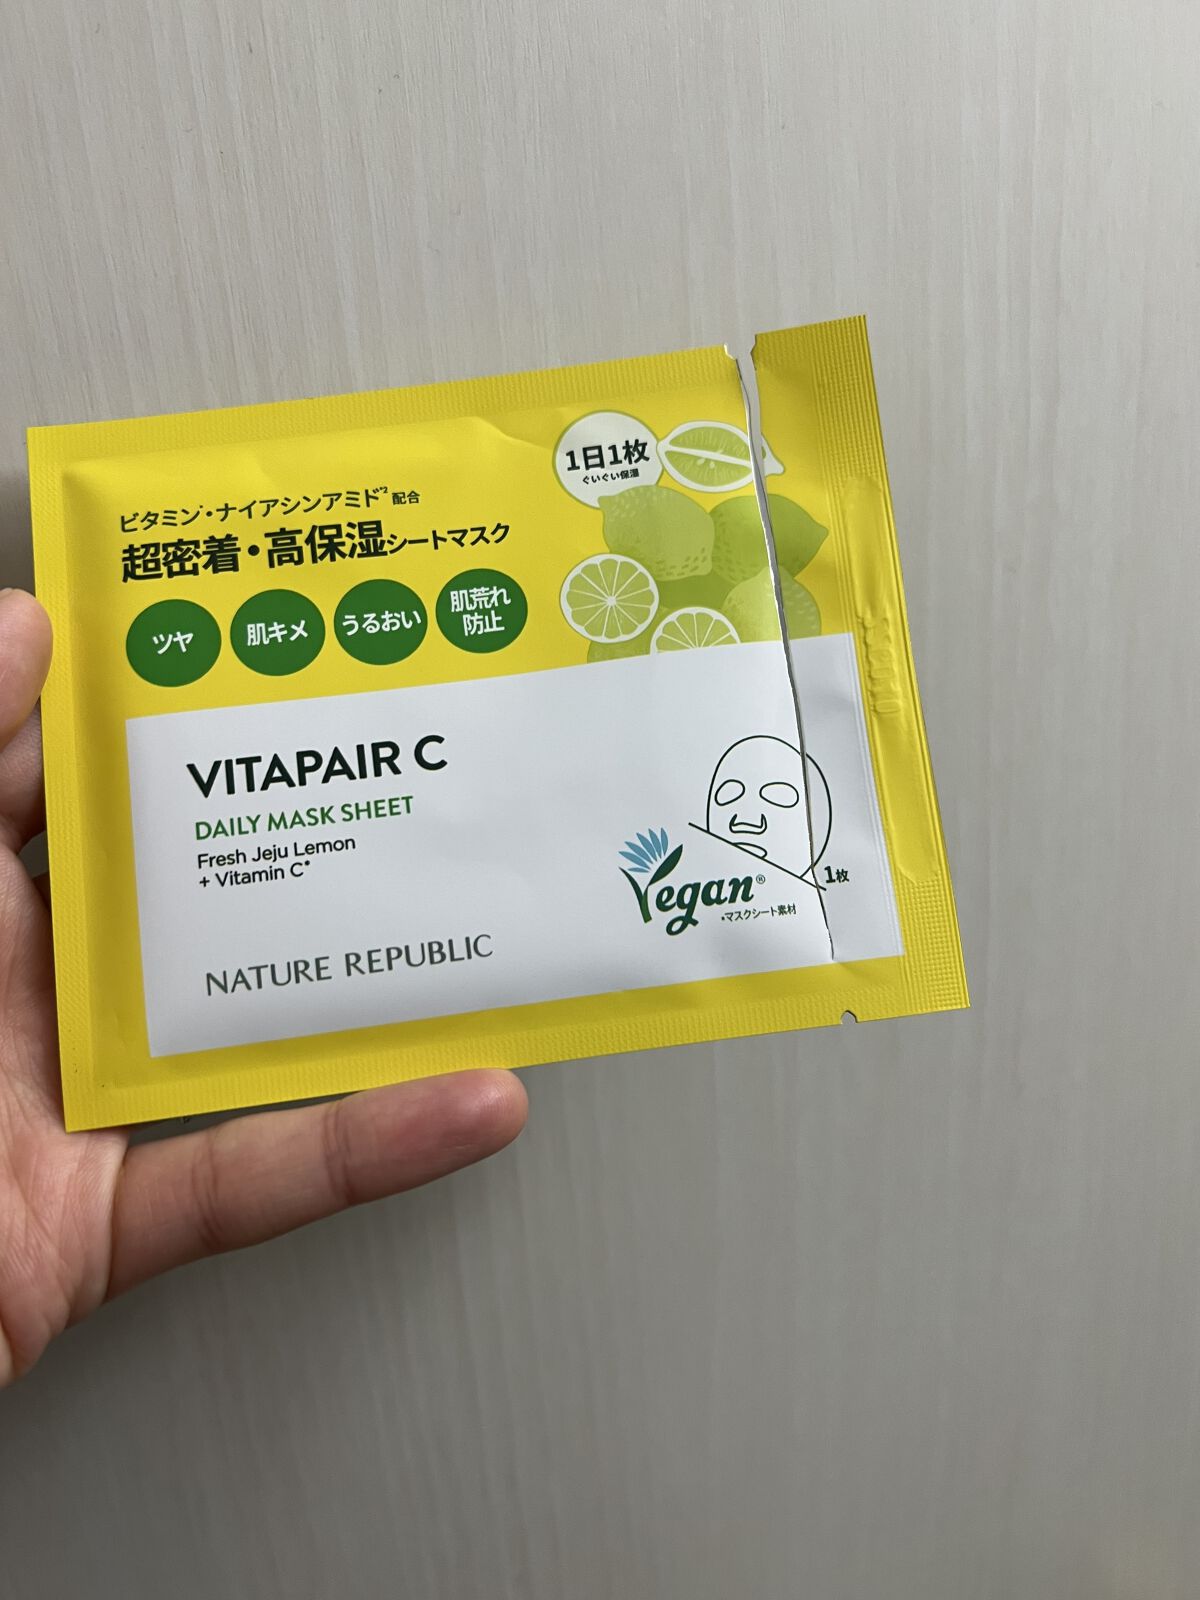 1日1枚
ぐいぐい保湿
ビタミン*・ナイアシンアミド*2 配合
超密着・高保湿シートマスク
ツヤ
肌キメ
うるおい
肌荒れ
防止
VITAPAIR C
DAILY MASK SHEET
Fresh Jeju Lemon
+ Vitamin C*
Vegan®
*マスクシート素材
1枚
NATURE REPUBLIC